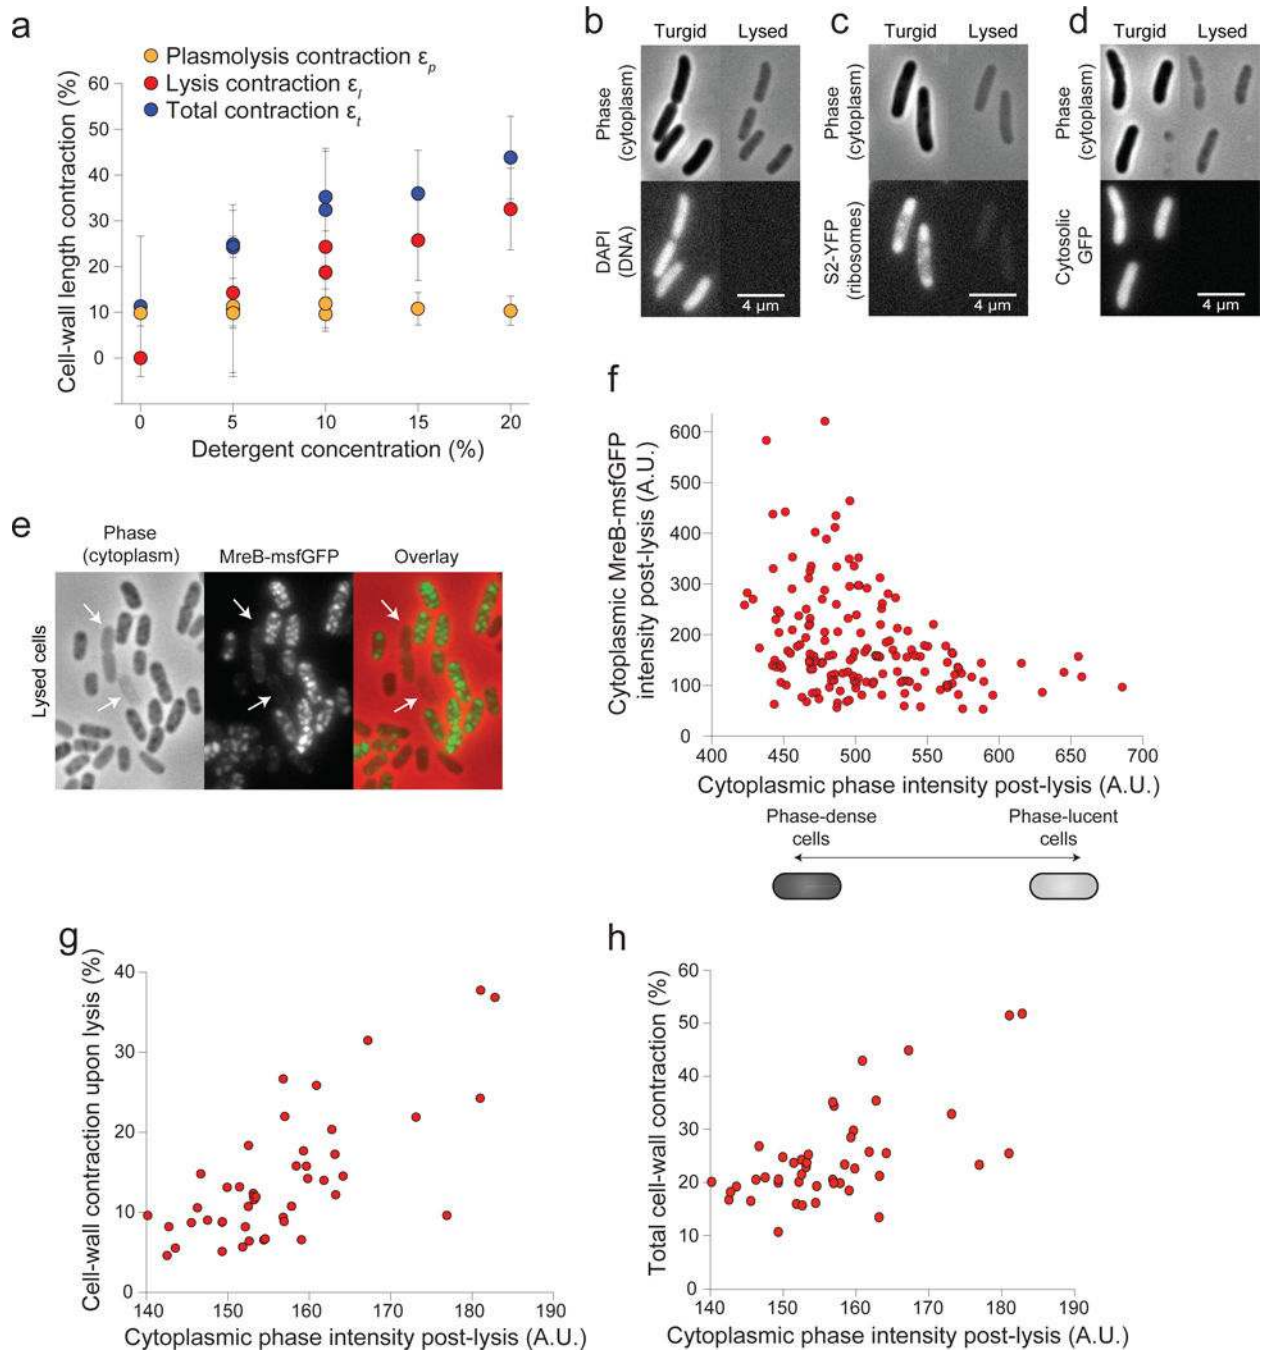 a
Plasmolysis contraction εp
Lysis contraction εl
Total contraction εt
Cell-wall length contraction (%)
60
50
40
30
20
10
0
0
5
10
15
20
Detergent concentration (%)
b
Turgid
Lysed
Phase
(cytoplasm)
DAPI
(DNA)
4 µm
c
Turgid
Lysed
Phase
(cytoplasm)
S2-YFP
(ribosomes)
4 µm
d
Turgid
Lysed
Phase
(cytoplasm)
Cytosolic
GFP
4 µm
e
Phase
(cytoplasm)
MreB-msfGFP
Overlay
Lysed cells
f
Cytoplasmic MreB-msfGFP
intensity post-lysis (A.U.)
600
500
400
300
200
100
0
400
450
500
550
600
650
700
Cytoplasmic phase intensity post-lysis (A.U.)
Phase-dense
cells
Phase-lucent
cells
g
Cell-wall contraction upon lysis (%)
40
30
20
10
0
140
150
160
170
180
190
Cytoplasmic phase intensity post-lysis (A.U.)
h
Total cell-wall contraction (%)
60
50
40
30
20
10
0
140
150
160
170
180
190
Cytoplasmic phase intensity post-lysis (A.U.)